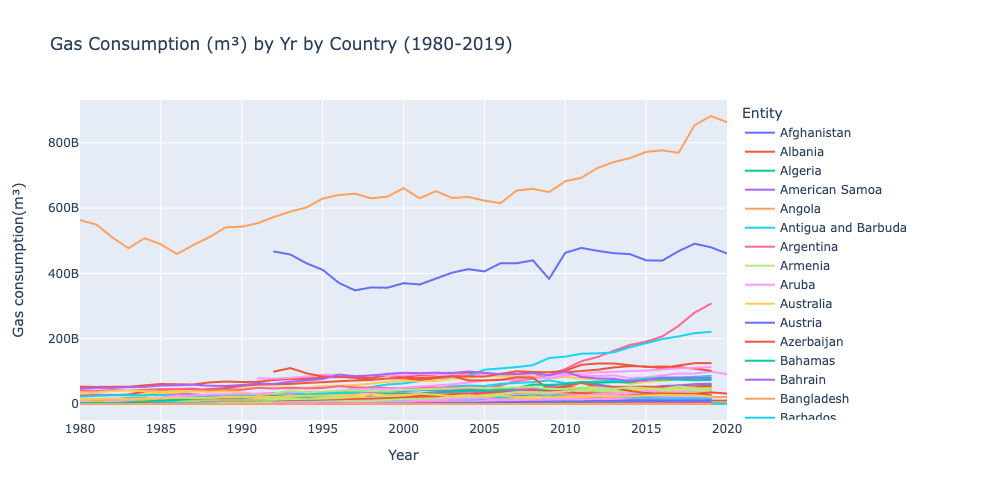 Gas Consumption (m³) by Yr by Country (1980-2019)
Entity
Afghanistan
Albania
Algeria
American Samoa
Angola
Antigua and Barbuda
Argentina
Armenia
Aruba
Australia
Austria
Azerbaijan
Bahamas
Bahrain
Bangladesh
Barbados
Gas consumption(m³)
800B
600B
400B
200B
0
1980 1985 1990 1995 2000 2005 2010 2015 2020
Year